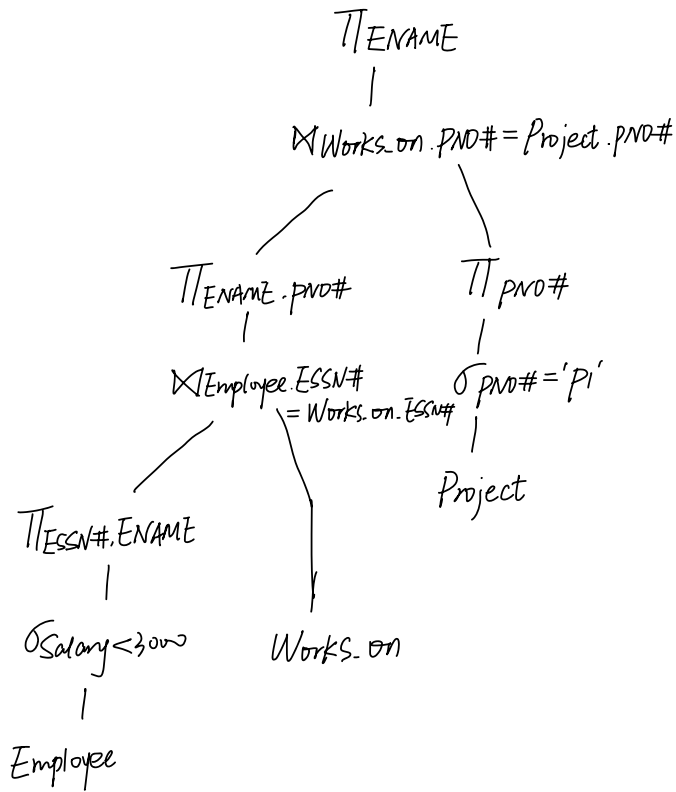 ∏ENAME
⋈Works_on.PNO#=Project.PNO#
∏ENAME.PNO#
∏PNO#
⋈Employee.ESSN#
=Works_on.ESSN#
σPNO#='P1'
Project
∏ESSN#.ENAME
σSalary<3000
Works_on
Employee